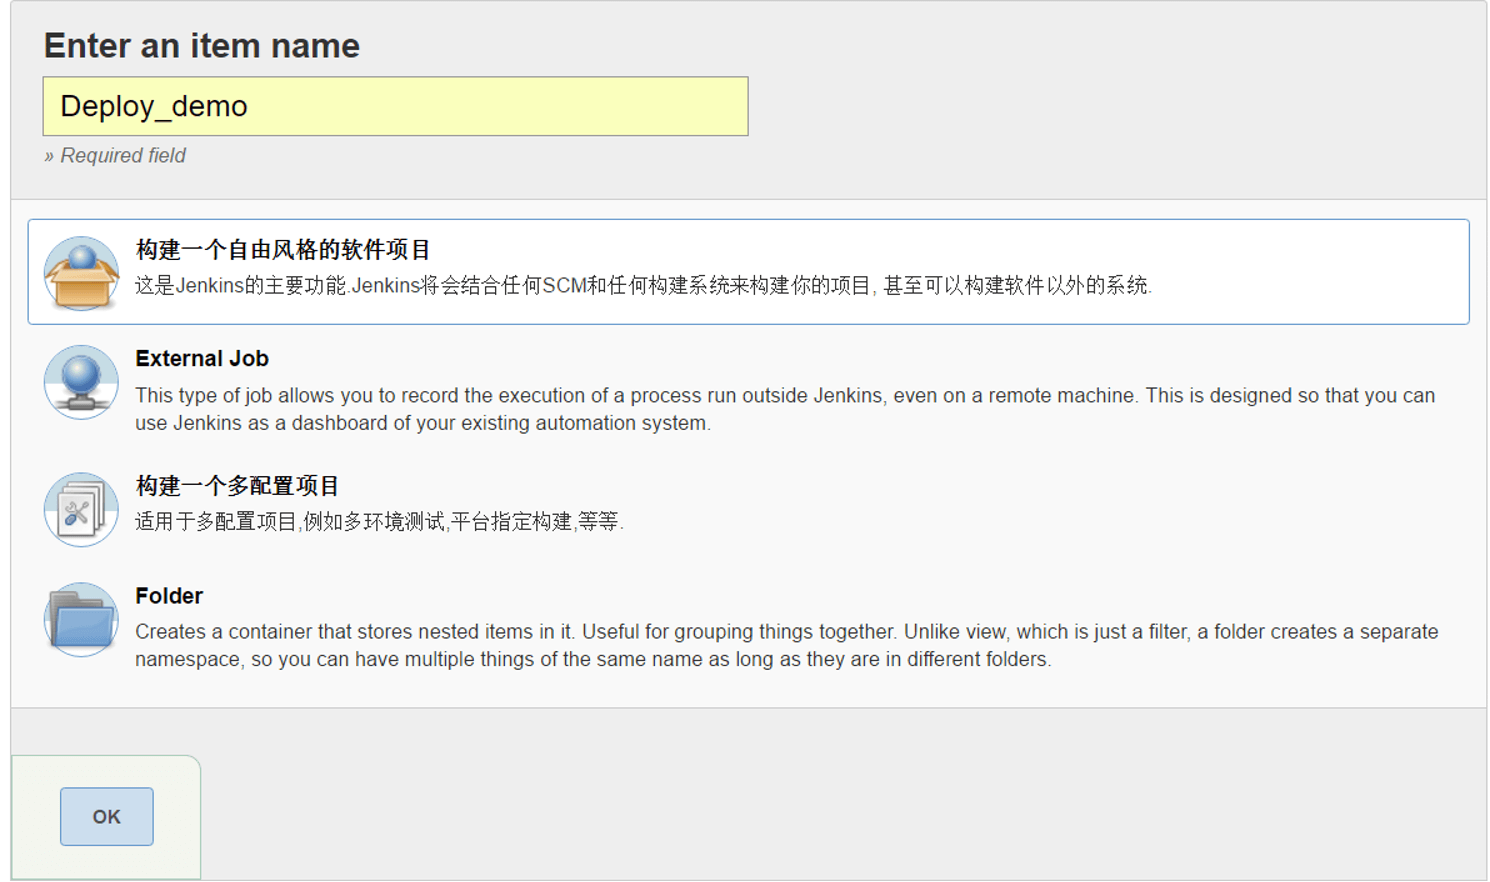 Enter an item name
Deploy_demo
» Required field
构建一个自由风格的软件项目
这是Jenkins的主要功能.Jenkins将会结合任何SCM和任何构建系统来构建你的项目, 甚至可以构建软件以外的系统.
External Job
This type of job allows you to record the execution of a process run outside Jenkins, even on a remote machine. This is designed so that you can
use Jenkins as a dashboard of your existing automation system.
构建一个多配置项目
适用于多配置项目,例如多环境测试,平台指定构建,等等.
Folder
Creates a container that stores nested items in it. Useful for grouping things together. Unlike view, which is just a filter, a folder creates a separate
namespace, so you can have multiple things of the same name as long as they are in different folders.
OK